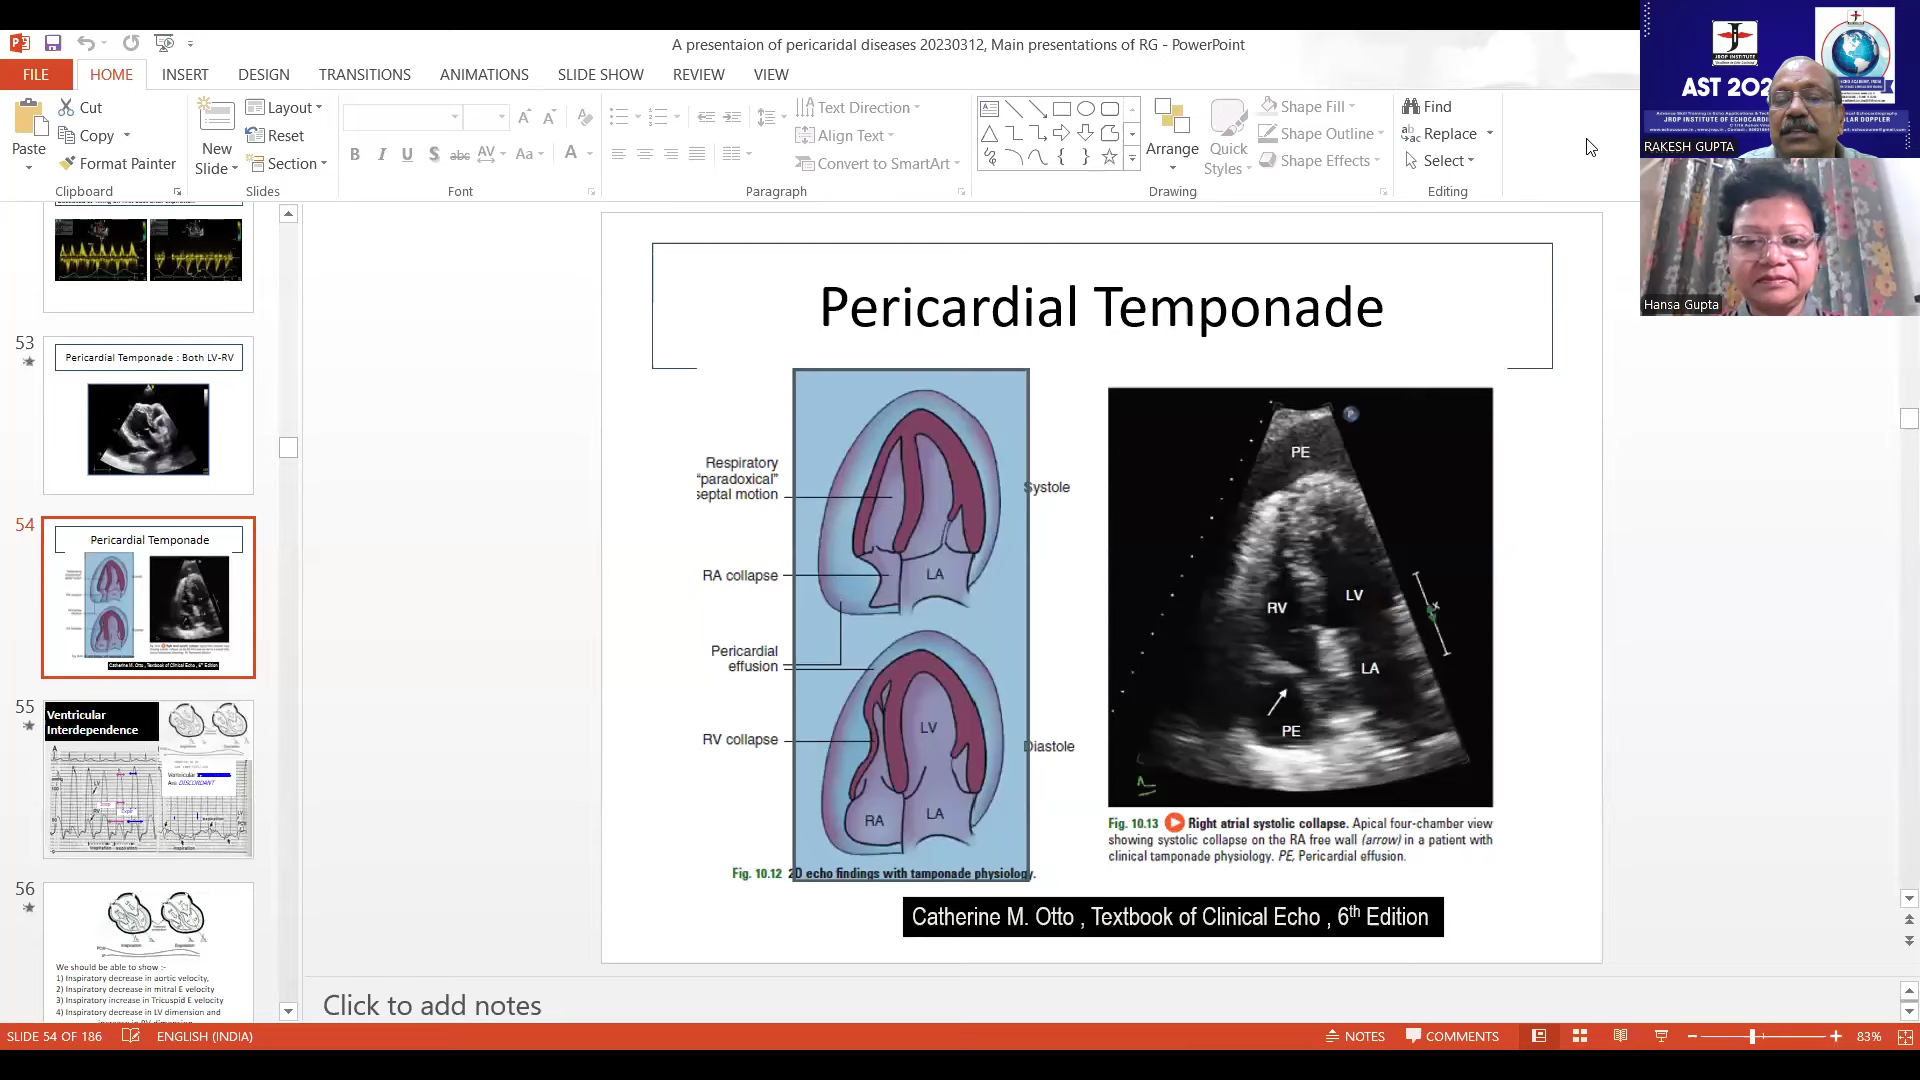 A presentaion of pericaridal diseases 20230312, Main presentations of RG - PowerPoint
FILE
HOME
INSERT
DESIGN
TRANSITIONS
ANIMATIONS
SLIDE SHOW
REVIEW
VIEW
Paste
Cut
Copy
Format Painter
Clipboard
New
Slide
Layout
Reset
Section
Slides
Font
Text Direction
Align Text
Convert to SmartArt
Paragraph
Arrange
Quick
Styles
Shape Fill
Shape Outline
Shape Effects
Drawing
Find
Replace
Select
Editing
AST 202
RAKESH GUPTA
Hansa Gupta
53
Pericardial Temponade : Both LV-RV
54
Pericardial Temponade
Catherine M. Otto , Textbook of Clinical Echo , 6th Edition
55
Ventricular
Interdependence
56
We should be able to show :-
1) Inspiratory decrease in aortic velocity,
2) Inspiratory decrease in mitral E velocity
3) Inspiratory increase in Tricuspid E velocity
4) Inspiratory decrease in LV dimension and
Pericardial Temponade
Respiratory
"paradoxical"
septal motion
Systole
RA collapse
LA
Pericardial
effusion
RV collapse
LV
Diastole
RA
LA
Fig. 10.12 2D echo findings with tamponade physiology.
PE
RV
LV
LA
PE
Fig. 10.13 Right atrial systolic collapse. Apical four-chamber view
showing systolic collapse on the RA free wall (arrow) in a patient with
clinical tamponade physiology. PE, Pericardial effusion.
Catherine M. Otto , Textbook of Clinical Echo , 6th Edition
Click to add notes
SLIDE 54 OF 186
ENGLISH (INDIA)
NOTES
COMMENTS
83%